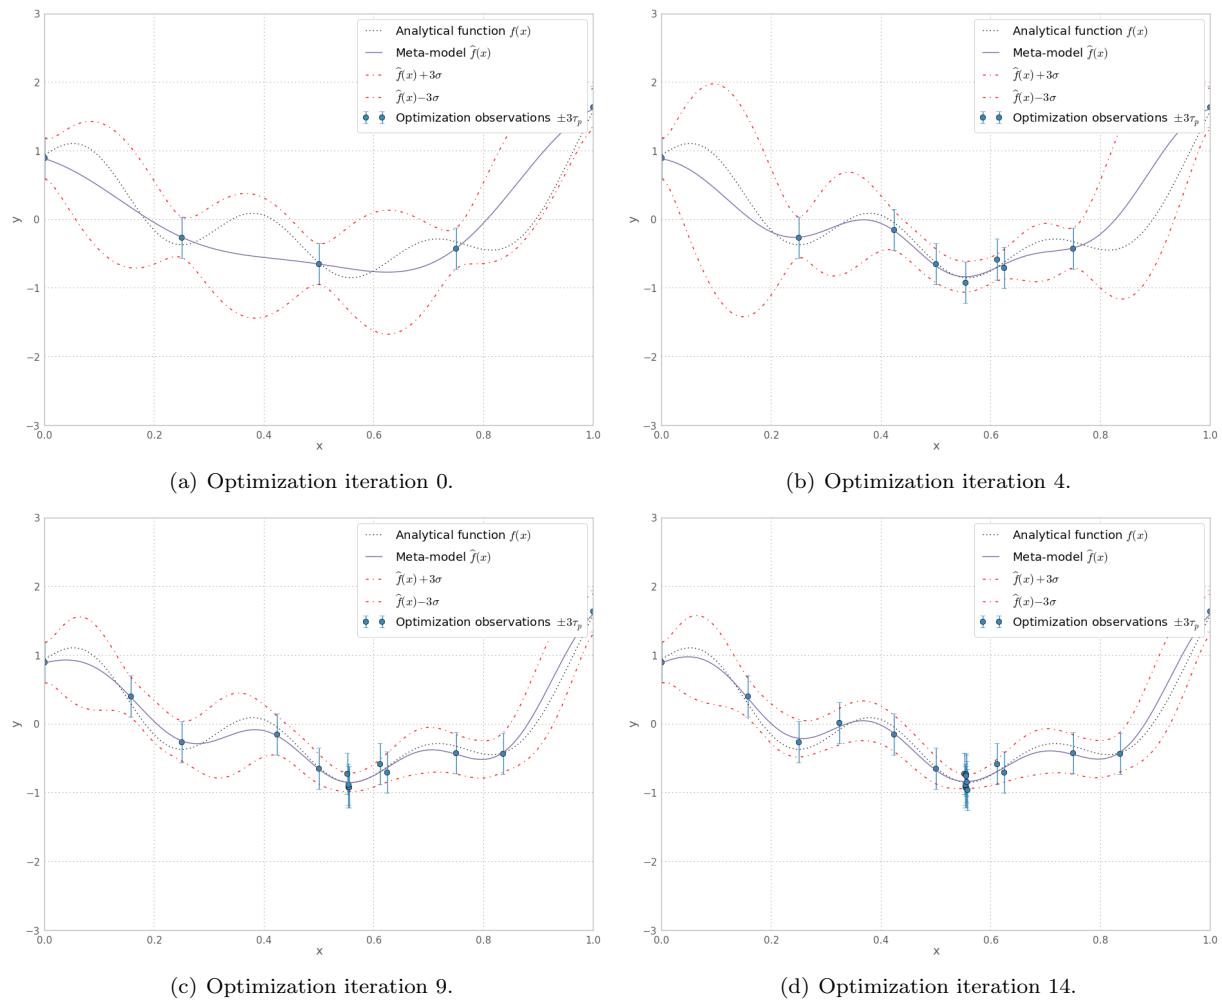 3
2
1
0
−1
−2
−3
y
0.0 0.2 0.4 0.6 0.8 1.0
x
Analytical function f(x)
Meta-model f̂(x)
f̂(x)+3σ
f̂(x)−3σ
Optimization observations ±3τₚ
(a) Optimization iteration 0.
3
2
1
0
−1
−2
−3
y
0.0 0.2 0.4 0.6 0.8 1.0
x
Analytical function f(x)
Meta-model f̂(x)
f̂(x)+3σ
f̂(x)−3σ
Optimization observations ±3τₚ
(b) Optimization iteration 4.
3
2
1
0
−1
−2
−3
y
0.0 0.2 0.4 0.6 0.8 1.0
x
Analytical function f(x)
Meta-model f̂(x)
f̂(x)+3σ
f̂(x)−3σ
Optimization observations ±3τₚ
(c) Optimization iteration 9.
3
2
1
0
−1
−2
−3
y
0.0 0.2 0.4 0.6 0.8 1.0
x
Analytical function f(x)
Meta-model f̂(x)
f̂(x)+3σ
f̂(x)−3σ
Optimization observations ±3τₚ
(d) Optimization iteration 14.